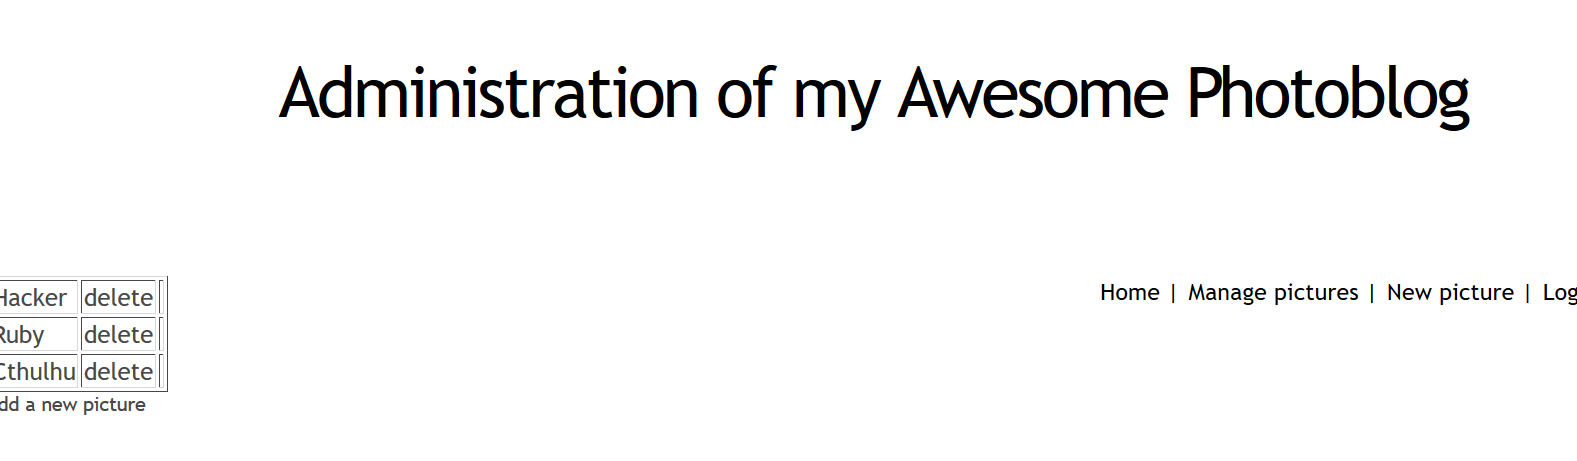 Administration of my Awesome Photoblog
Home | Manage pictures | New picture | Log
Hacker delete
Ruby delete
Cthulhu delete
dd a new picture